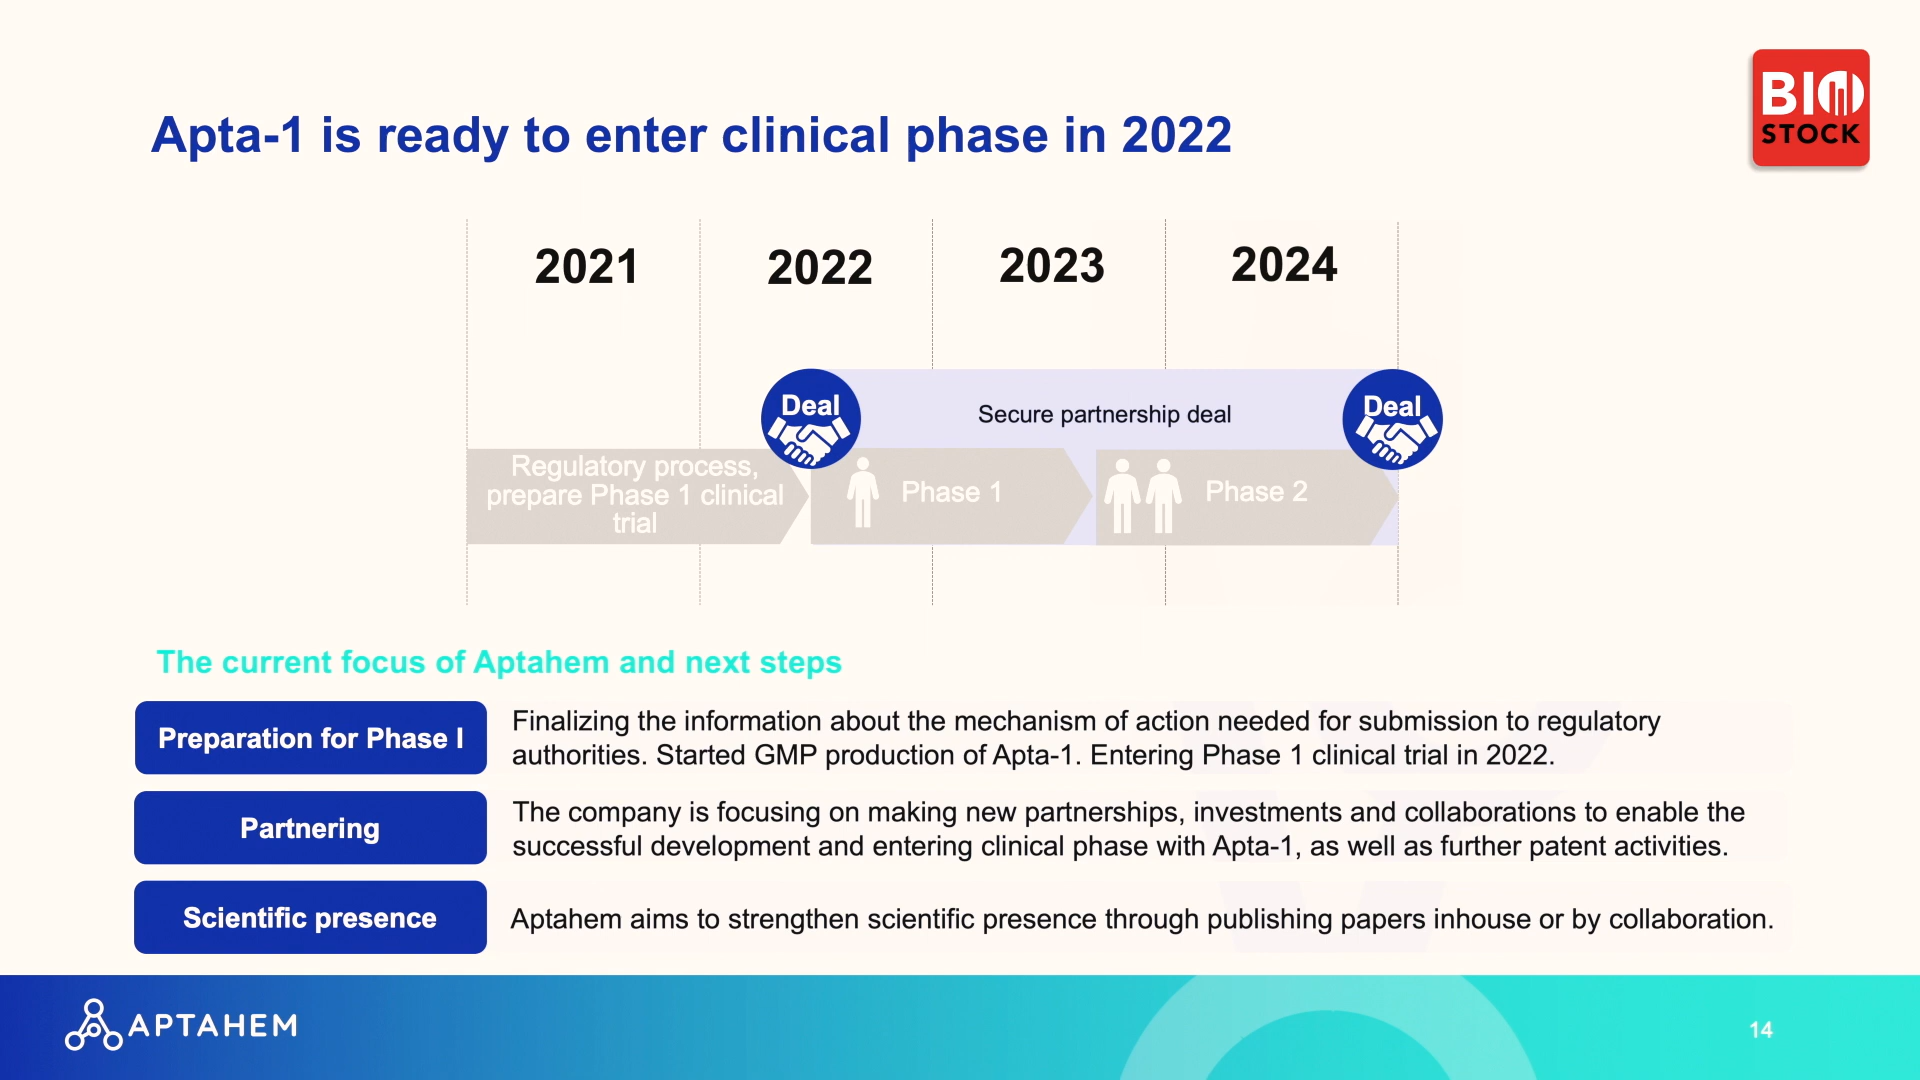 BIO
STOCK
Apta-1 is ready to enter clinical phase in 2022
2021
2022
2023
2024
Deal
Secure partnership deal
Deal
Regulatory process,
prepare Phase 1 clinical
trial
Phase 1
Phase 2
The current focus of Aptahem and next steps
Preparation for Phase I
Finalizing the information about the mechanism of action needed for submission to regulatory
authorities. Started GMP production of Apta-1. Entering Phase 1 clinical trial in 2022.
Partnering
The company is focusing on making new partnerships, investments and collaborations to enable the
successful development and entering clinical phase with Apta-1, as well as further patent activities.
Scientific presence
Aptahem aims to strengthen scientific presence through publishing papers inhouse or by collaboration.
APTAHEM
14